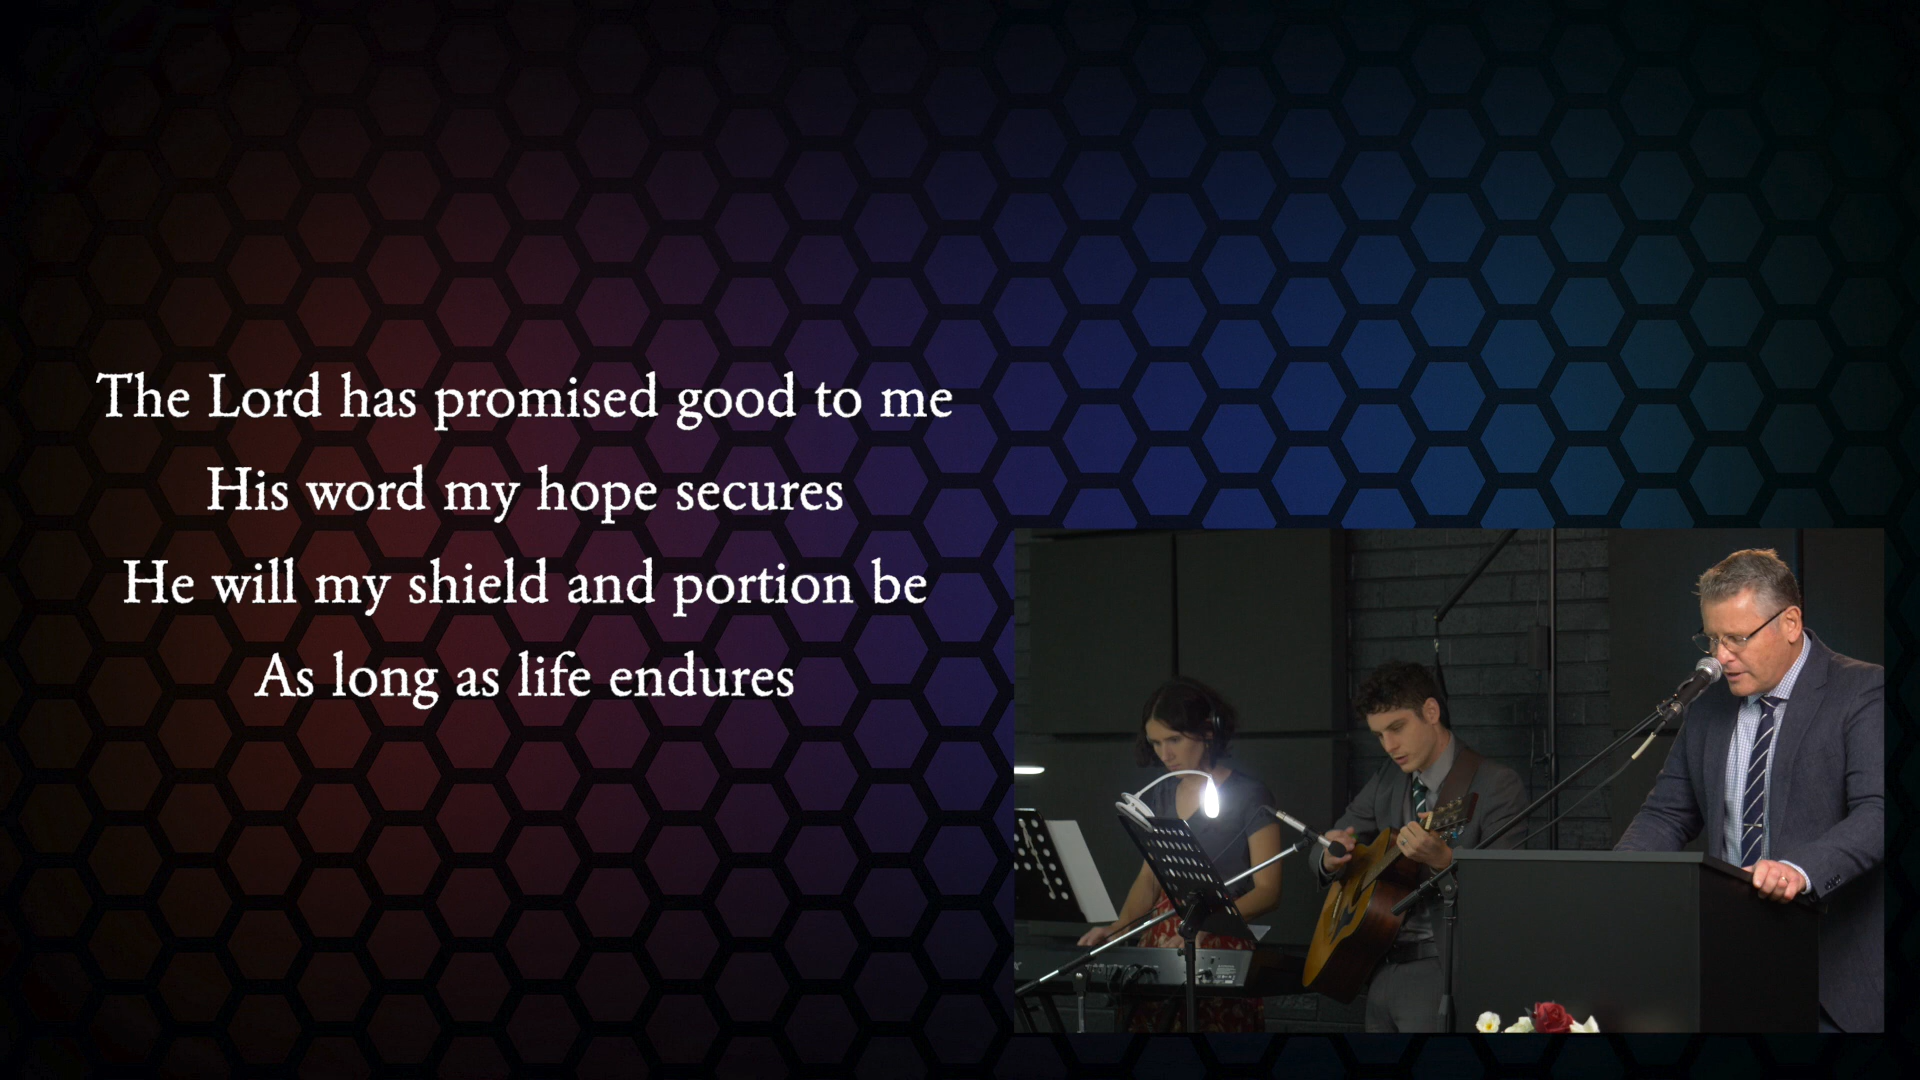 The Lord has promised good to me
His word my hope secures
He will my shield and portion be
As long as life endures